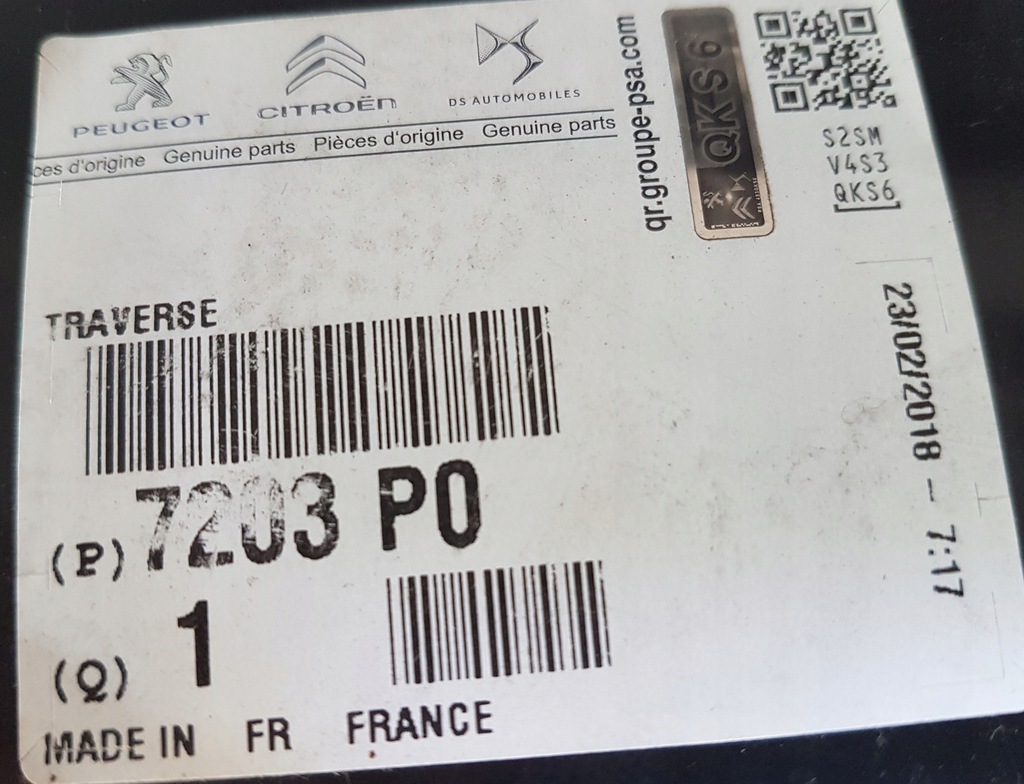 PEUGEOT
CITROËN
DS AUTOMOBILES
ces d'origine Genuine parts Pièces d'origine Genuine parts
qr.groupe-psa.com
QKS6
S2SM
V4S3
QKS6
23/02/2018 - 7:17
TRAVERSE
(P) 7203 P0
(Q) 1
MADE IN FR FRANCE